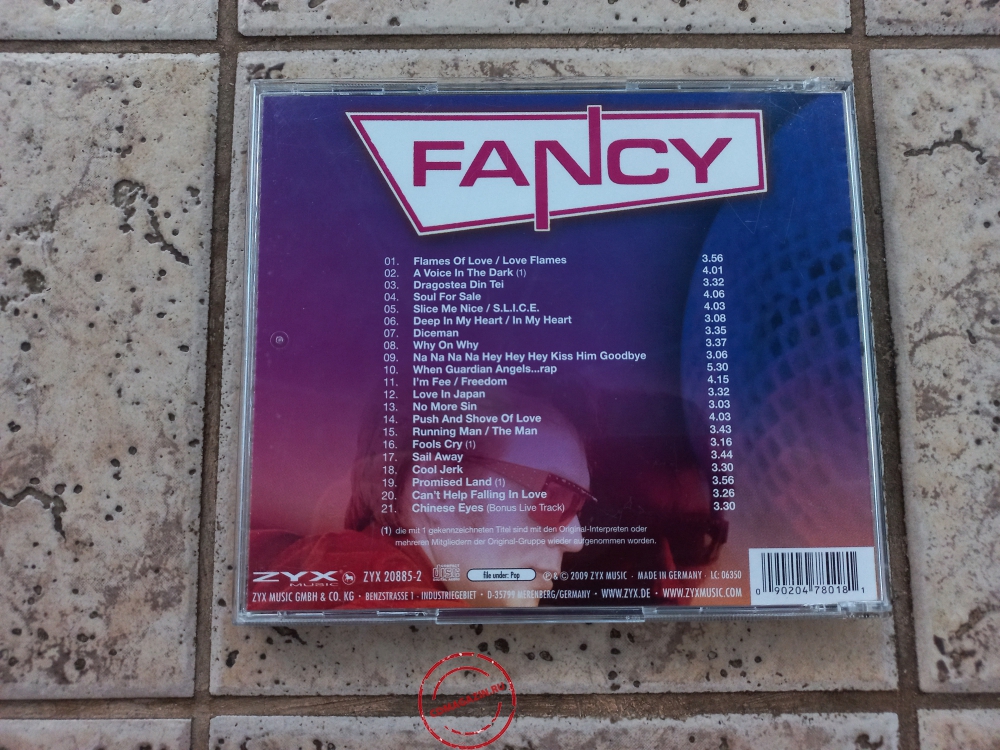 FANCY
01. Flames Of Love / Love Flames 3.56
02. A Voice In The Dark (1) 4.01
03. Dragostea Din Tei 3.32
04. Soul For Sale 4.06
05. Slice Me Nice / S.L.I.C.E. 4.03
06. Deep In My Heart / In My Heart 3.08
07. Diceman 3.35
08. Why On Why 3.37
09. Na Na Na Na Hey Hey Hey Kiss Him Goodbye 3.06
10. When Guardian Angels...rap 5.30
11. I'm Fee / Freedom 4.15
12. Love In Japan 3.32
13. No More Sin 3.03
14. Push And Shove Of Love 4.03
15. Running Man / The Man 3.43
16. Fools Cry (1) 3.16
17. Sail Away 3.44
18. Cool Jerk 3.30
19. Promised Land (1) 3.56
20. Can't Help Falling In Love 3.26
21. Chinese Eyes (Bonus Live Track) 3.30
(1) die mit 1 gekennzeichneten Titel sind mit den Original-Interpreten oder
mehreren Mitgliedern der Original-Gruppe wieder aufgenommen worden.
ZYX MUSIC ZYX 20885-2 COMPACT disc File under: Pop ℗ & © 2009 ZYX MUSIC · MADE IN GERMANY · LC: 06350
ZYX MUSIC GMBH & CO. KG · BENZSTRASSE 1 · INDUSTRIEGEBIET · D-35799 MERENBERG/GERMANY · WWW.ZYX.DE · WWW.ZYXMUSIC.COM
0 90204 78018 1